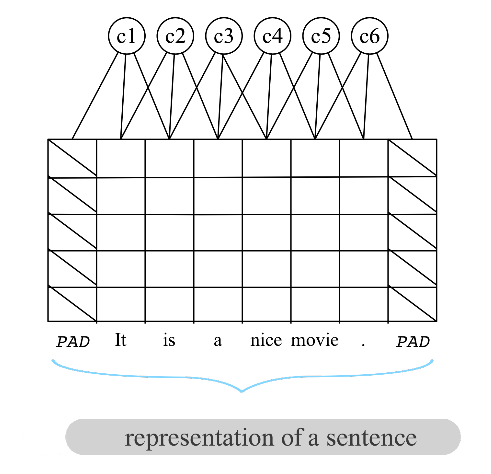 c1 c2 c3 c4 c5 c6
PAD It is a nice movie . PAD
representation of a sentence